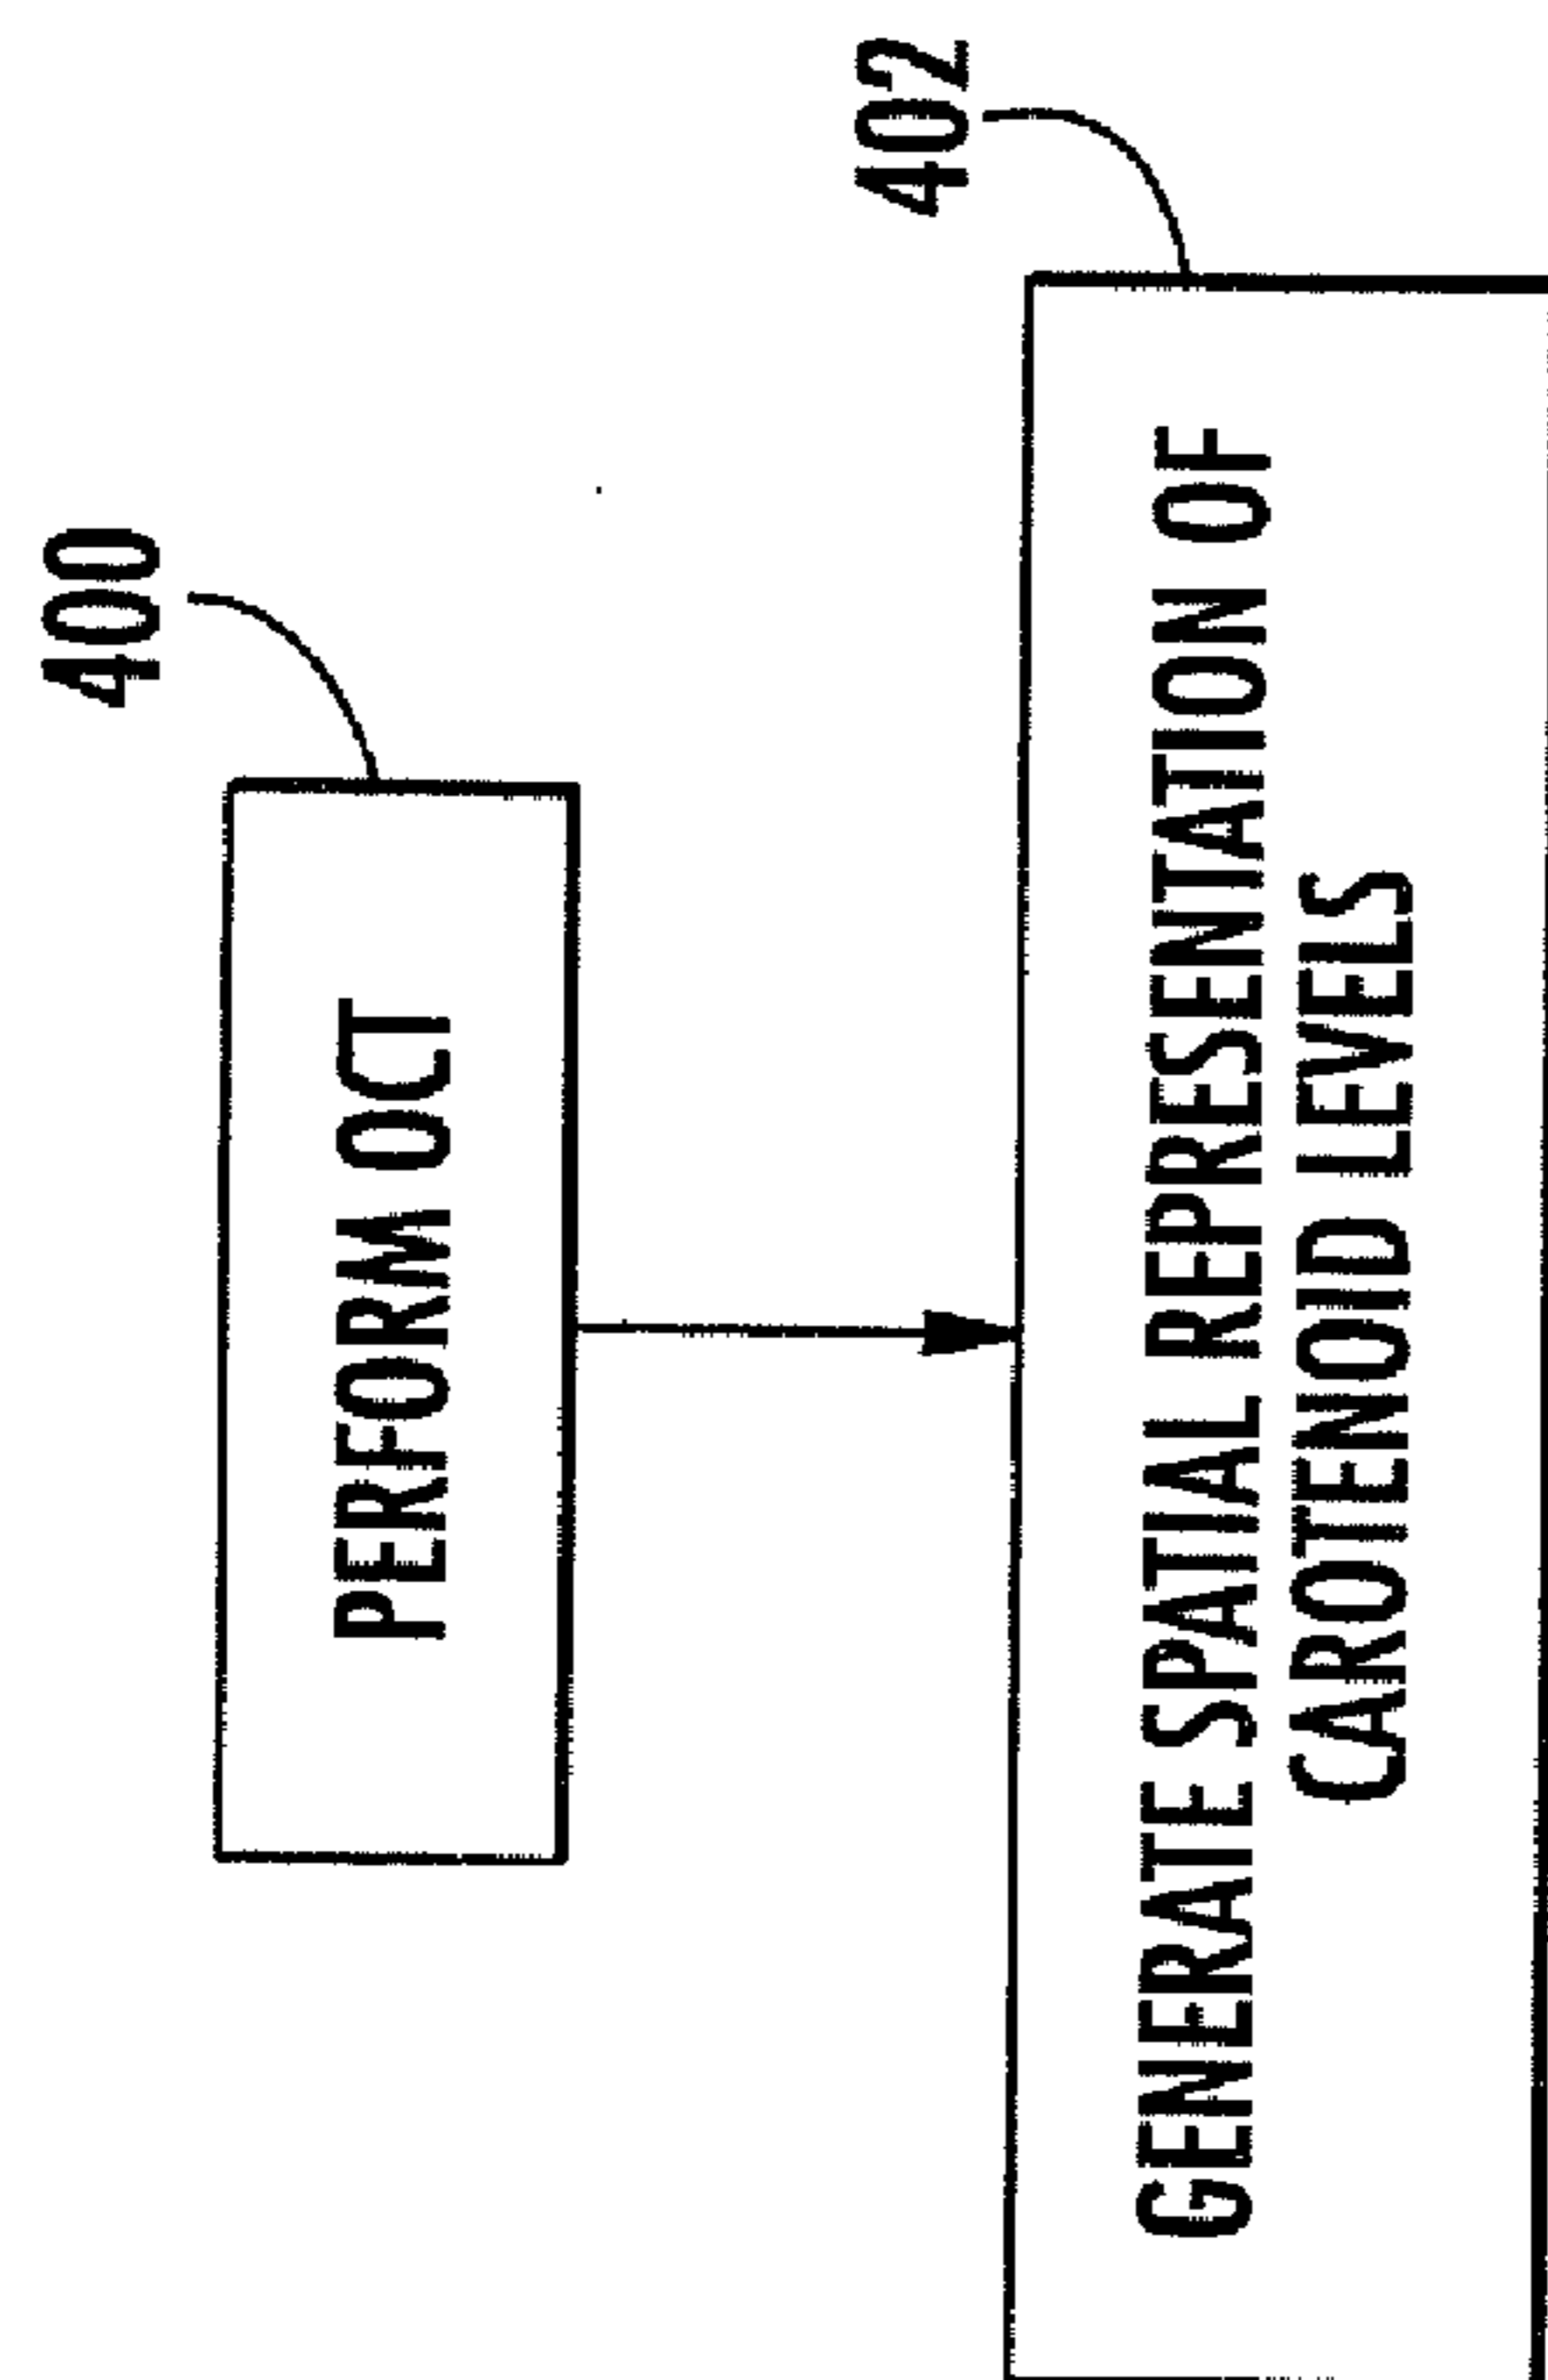 400
PERFORM OCT
402
GENERATE SPATIAL REPRESENTATION OF
CAROTENOID LEVELS